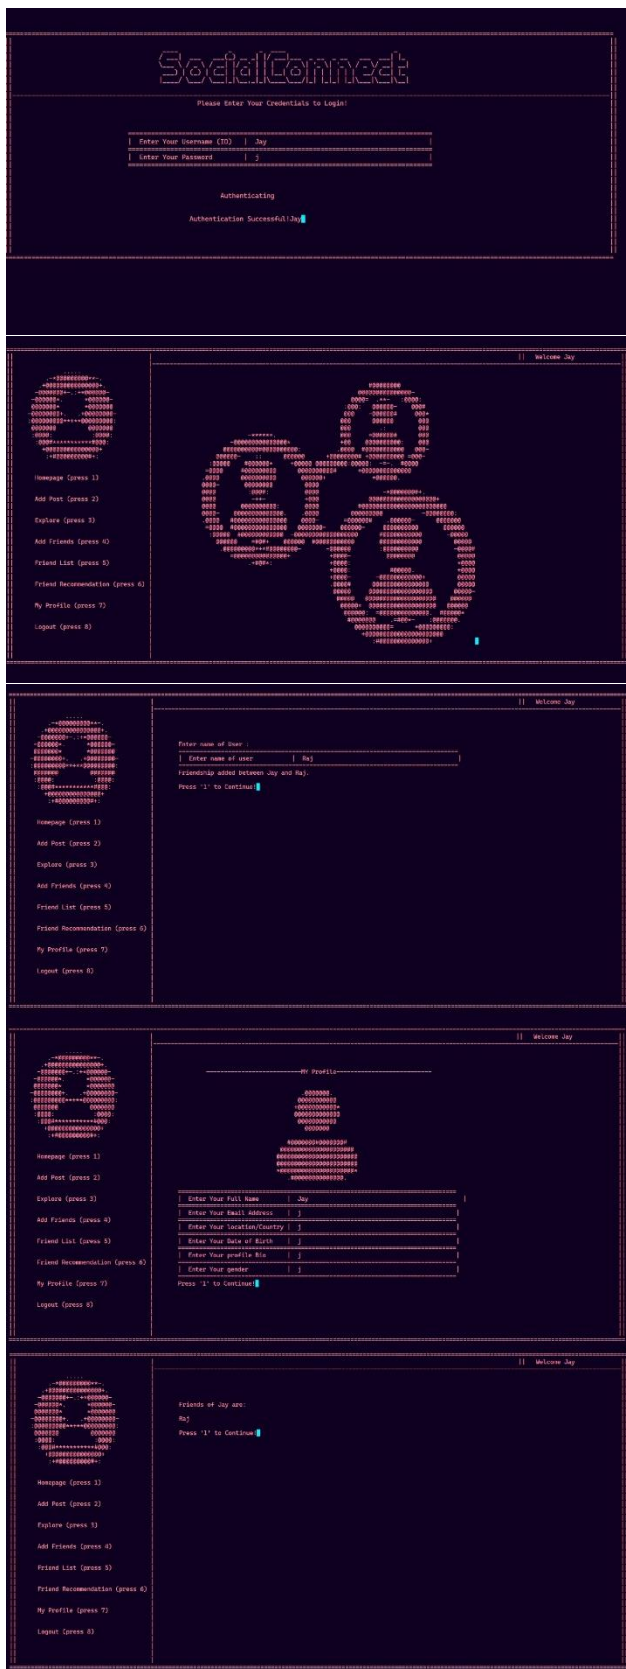 SocialConnect
Please Enter Your Credentials to Login!
| Enter Your Username (ID) | Jay |
| Enter Your Password | j |
Authenticating
Authentication Successful!Jay
|| Welcome Jay
Homepage (press 1)
Add Post (press 2)
Explore (press 3)
Add Friends (press 4)
Friend List (press 5)
Friend Recommendation (press 6)
My Profile (press 7)
Logout (press 8)
|| Welcome Jay
Enter name of User :
| Enter name of user | Raj |
Friendship added between Jay and Raj.
Press '1' to Continue!
Homepage (press 1)
Add Post (press 2)
Explore (press 3)
Add Friends (press 4)
Friend List (press 5)
Friend Recommendation (press 6)
My Profile (press 7)
Logout (press 8)
|| Welcome Jay
MY Profile
Homepage (press 1)
Add Post (press 2)
Explore (press 3)
Add Friends (press 4)
Friend List (press 5)
Friend Recommendation (press 6)
My Profile (press 7)
Logout (press 8)
| Enter Your Full Name | Jay |
| Enter Your Email Address | j |
| Enter Your location/Country | j |
| Enter Your Date of Birth | j |
| Enter Your profile Bio | j |
| Enter Your gender | j |
Press '1' to Continue!
|| Welcome Jay
Friends of Jay are:
Raj
Press '1' to Continue!
Homepage (press 1)
Add Post (press 2)
Explore (press 3)
Add Friends (press 4)
Friend List (press 5)
Friend Recommendation (press 6)
My Profile (press 7)
Logout (press 8)